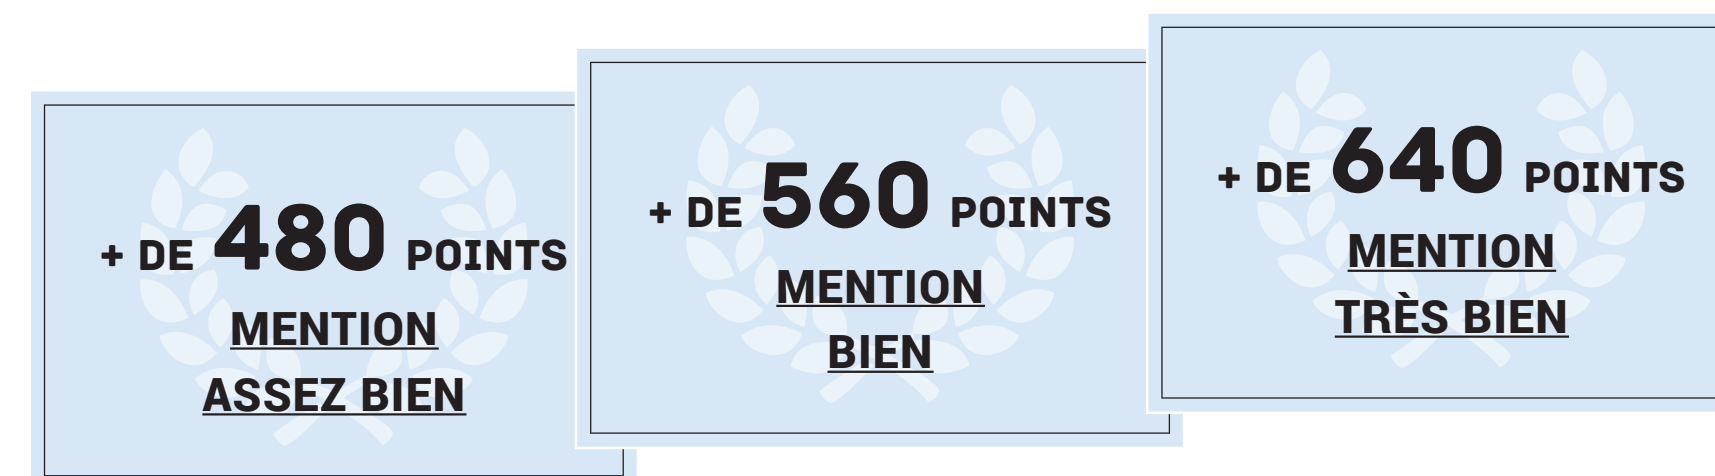 + DE 480 POINTS
MENTION
ASSEZ BIEN
+ DE 560 POINTS
MENTION
BIEN
+ DE 640 POINTS
MENTION
TRÈS BIEN